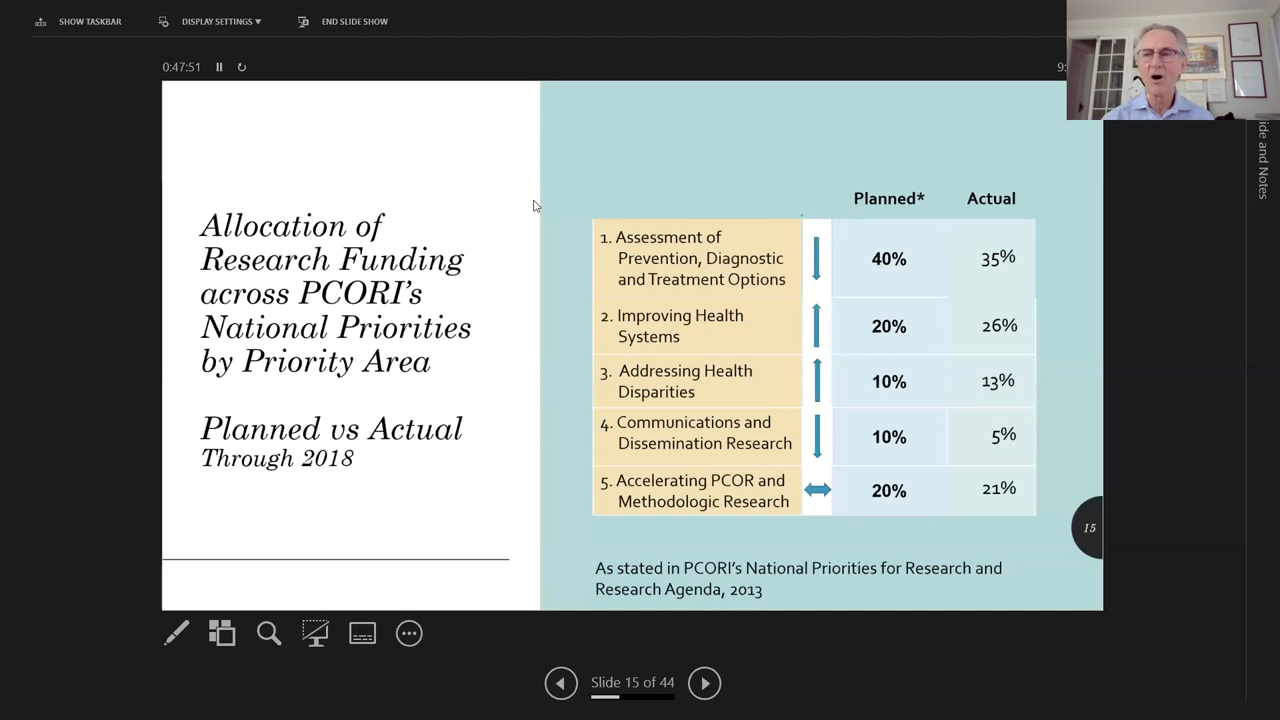 SHOW TASKBAR
DISPLAY SETTINGS ▼
END SLIDE SHOW
0:47:51
9:
Allocation of
Research Funding
across PCORI's
National Priorities
by Priority Area
Planned vs Actual
Through 2018
Planned* Actual
1. Assessment of
Prevention, Diagnostic
and Treatment Options
40% 35%
2. Improving Health
Systems
20% 26%
3. Addressing Health
Disparities
10% 13%
4. Communications and
Dissemination Research
10% 5%
5. Accelerating PCOR and
Methodologic Research
20% 21%
15
As stated in PCORI's National Priorities for Research and
Research Agenda, 2013
Slide 15 of 44
and Notes